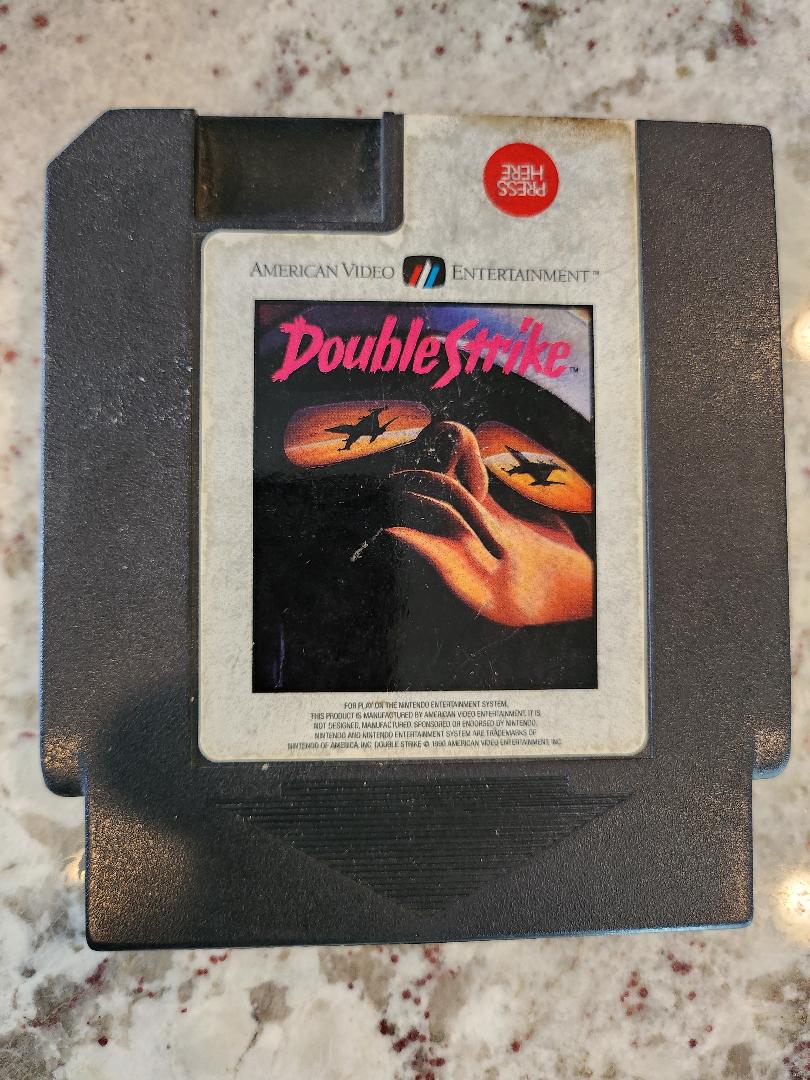 PRESS
HERE
AMERICAN VIDEO ENTERTAINMENT™
Double Strike™
FOR PLAY ON THE NINTENDO ENTERTAINMENT SYSTEM.
THIS PRODUCT IS MANUFACTURED BY AMERICAN VIDEO ENTERTAINMENT. IT IS
NOT DESIGNED, MANUFACTURED, SPONSORED OR ENDORSED BY NINTENDO.
NINTENDO AND NINTENDO ENTERTAINMENT SYSTEM ARE TRADEMARKS OF
NINTENDO OF AMERICA, INC. DOUBLE STRIKE © 1990 AMERICAN VIDEO ENTERTAINMENT, INC.